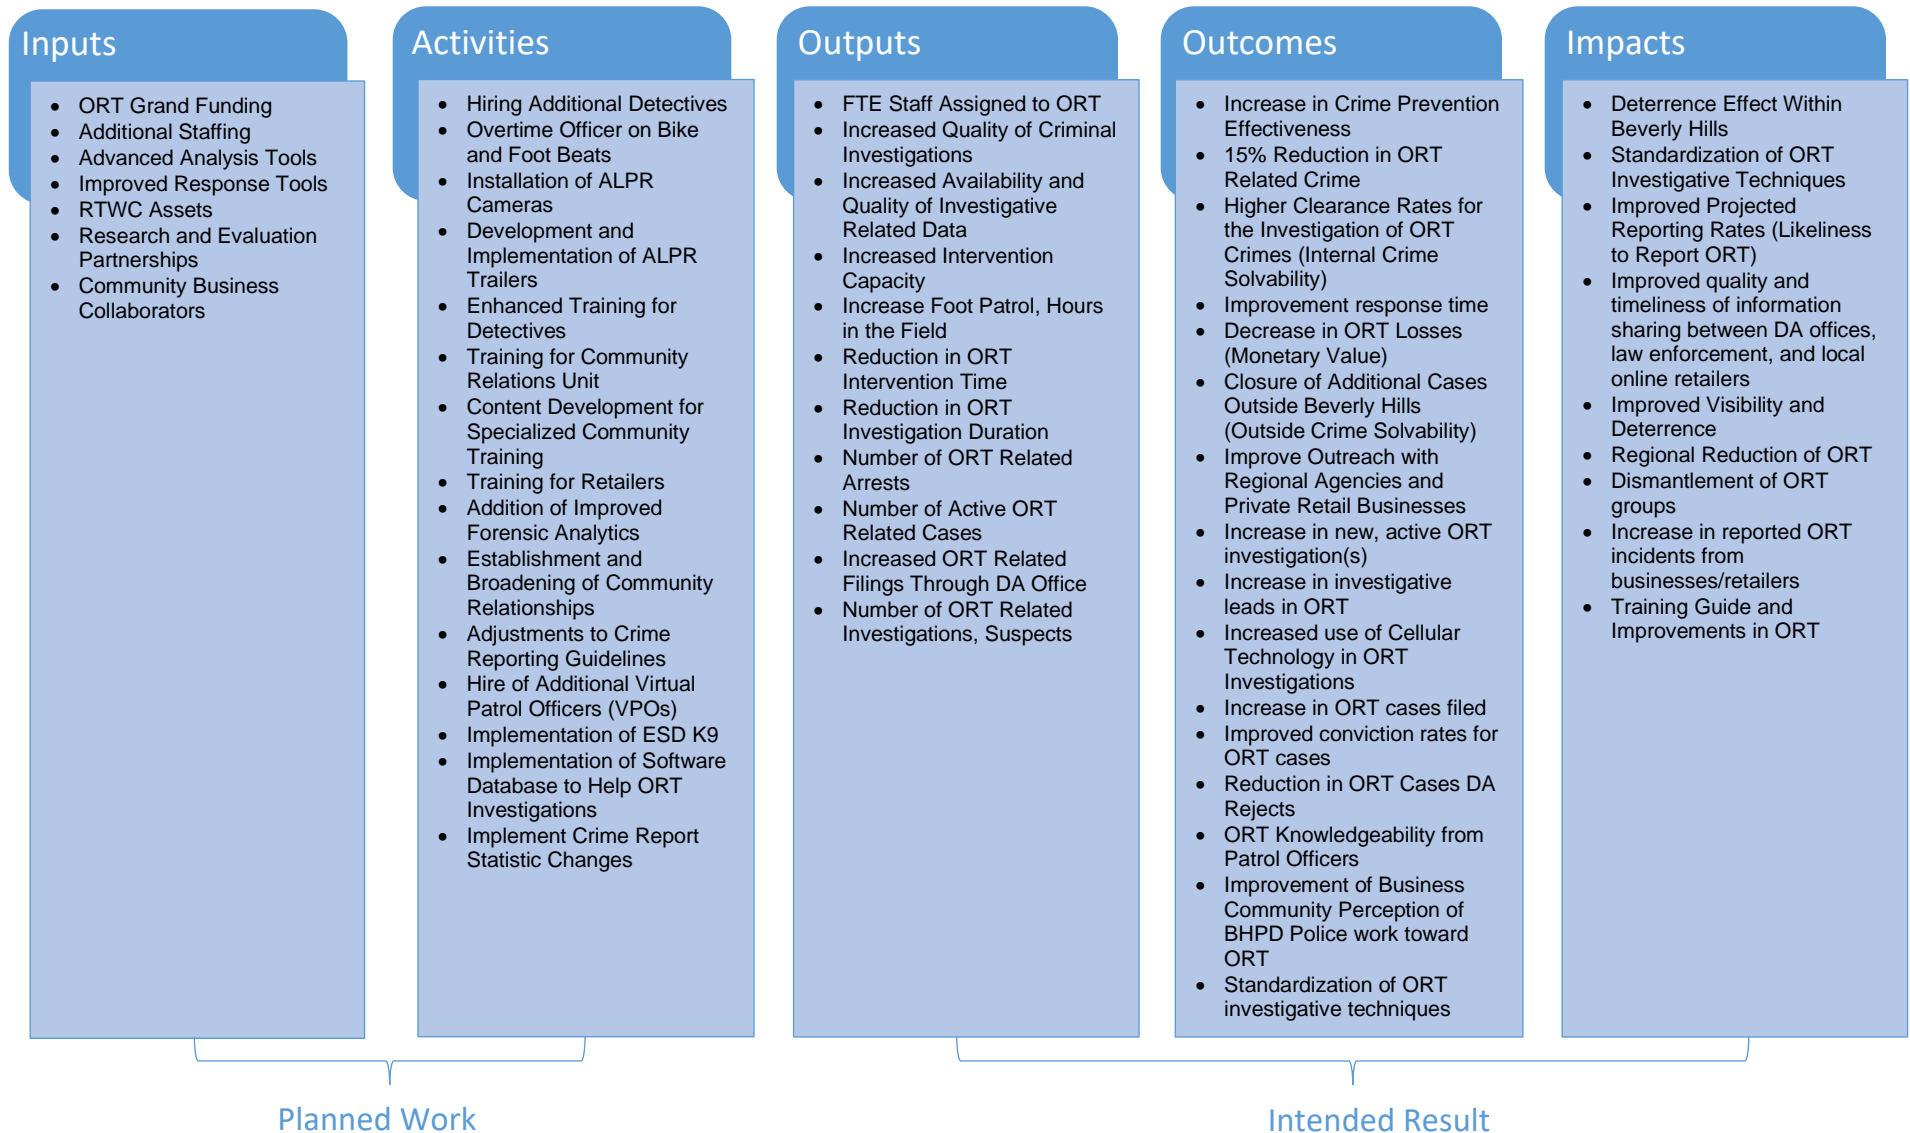 Inputs
• ORT Grand Funding
• Additional Staffing
• Advanced Analysis Tools
• Improved Response Tools
• RTWC Assets
• Research and Evaluation
Partnerships
• Community Business
Collaborators
Activities
• Hiring Additional Detectives
• Overtime Officer on Bike
and Foot Beats
• Installation of ALPR
Cameras
• Development and
Implementation of ALPR
Trailers
• Enhanced Training for
Detectives
• Training for Community
Relations Unit
• Content Development for
Specialized Community
Training
• Training for Retailers
• Addition of Improved
Forensic Analytics
• Establishment and
Broadening of Community
Relationships
• Adjustments to Crime
Reporting Guidelines
• Hire of Additional Virtual
Patrol Officers (VPOs)
• Implementation of ESD K9
• Implementation of Software
Database to Help ORT
Investigations
• Implement Crime Report
Statistic Changes
Outputs
• FTE Staff Assigned to ORT
• Increased Quality of Criminal
Investigations
• Increased Availability and
Quality of Investigative
Related Data
• Increased Intervention
Capacity
• Increase Foot Patrol, Hours
in the Field
• Reduction in ORT
Intervention Time
• Reduction in ORT
Investigation Duration
• Number of ORT Related
Arrests
• Number of Active ORT
Related Cases
• Increased ORT Related
Filings Through DA Office
• Number of ORT Related
Investigations, Suspects
Outcomes
• Increase in Crime Prevention
Effectiveness
• 15% Reduction in ORT
Related Crime
• Higher Clearance Rates for
the Investigation of ORT
Crimes (Internal Crime
Solvability)
• Improvement response time
• Decrease in ORT Losses
(Monetary Value)
• Closure of Additional Cases
Outside Beverly Hills
(Outside Crime Solvability)
• Improve Outreach with
Regional Agencies and
Private Retail Businesses
• Increase in new, active ORT
investigation(s)
• Increase in investigative
leads in ORT
• Increased use of Cellular
Technology in ORT
Investigations
• Increase in ORT cases filed
• Improved conviction rates for
ORT cases
• Reduction in ORT Cases DA
Rejects
• ORT Knowledgeability from
Patrol Officers
• Improvement of Business
Community Perception of
BHPD Police work toward
ORT
• Standardization of ORT
investigative techniques
Impacts
• Deterrence Effect Within
Beverly Hills
• Standardization of ORT
Investigative Techniques
• Improved Projected
Reporting Rates (Likeliness
to Report ORT)
• Improved quality and
timeliness of information
sharing between DA offices,
law enforcement, and local
online retailers
• Improved Visibility and
Deterrence
• Regional Reduction of ORT
• Dismantlement of ORT
groups
• Increase in reported ORT
incidents from
businesses/retailers
• Training Guide and
Improvements in ORT
Planned Work
Intended Result